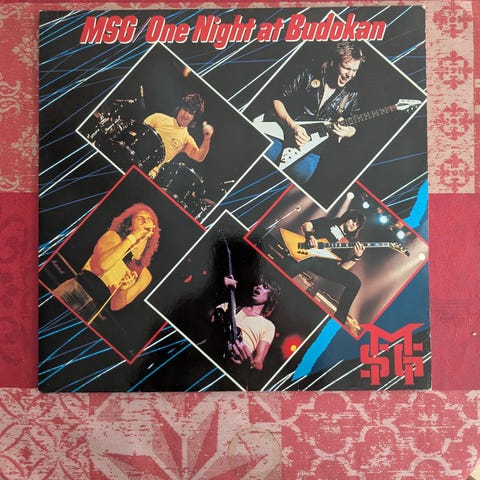 MSG / One Night at Budokan
MSG